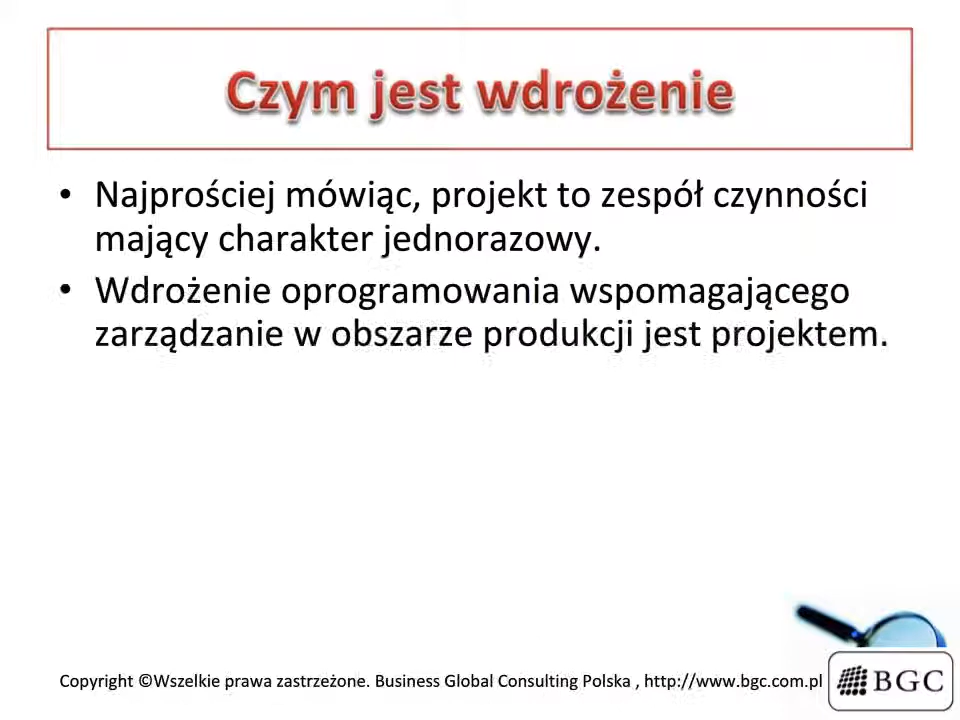 Czym jest wdrożenie
• Najprościej mówiąc, projekt to zespół czynności
mający charakter jednorazowy.
• Wdrożenie oprogramowania wspomagającego
zarządzanie w obszarze produkcji jest projektem.
Copyright ©Wszelkie prawa zastrzeżone. Business Global Consulting Polska , http://www.bgc.com.pl
BGC